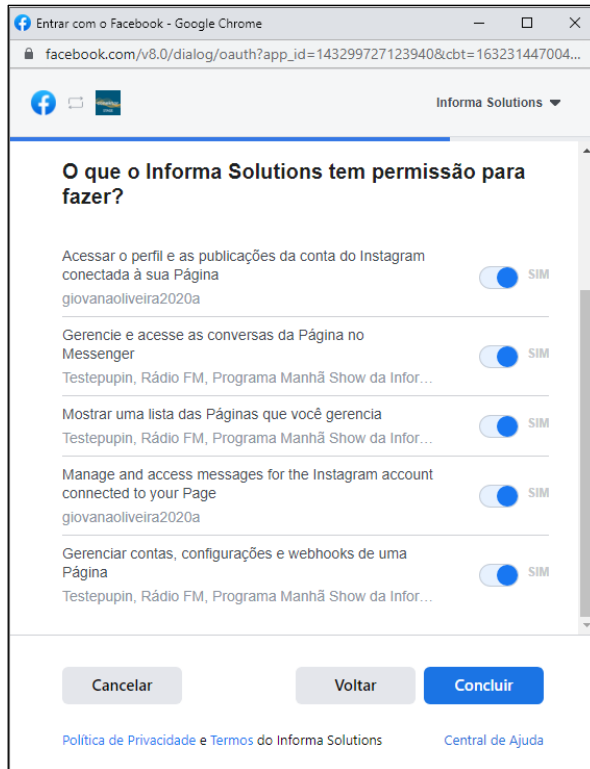 Entrar com o Facebook - Google Chrome
facebook.com/v8.0/dialog/oauth?app_id=143299727123940&cbt=163231447004...
Informa Solutions
O que o Informa Solutions tem permissão para
fazer?
Acessar o perfil e as publicações da conta do Instagram
conectada à sua Página
SIM
giovanaoliveira2020a
Gerencie e acesse as conversas da Página no
Messenger
SIM
Testepupin, Rádio FM, Programa Manhã Show da Infor...
Mostrar uma lista das Páginas que você gerencia
SIM
Testepupin, Rádio FM, Programa Manhã Show da Infor...
Manage and access messages for the Instagram account
connected to your Page
SIM
giovanaoliveira2020a
Gerenciar contas, configurações e webhooks de uma
Página
SIM
Testepupin, Rádio FM, Programa Manhã Show da Infor...
Cancelar Voltar Concluir
Política de Privacidade e Termos do Informa Solutions Central de Ajuda